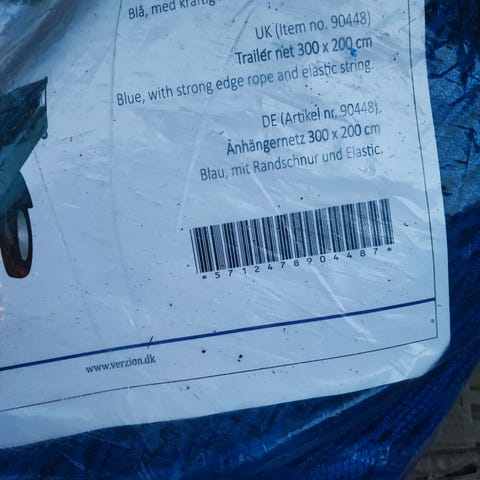 Blå, med kraftig
UK (Item no. 90448)
Trailer net 300 x 200 cm
Blue, with strong edge rope and elastic string.
DE (Artikel nr. 90448)
Anhängernetz 300 x 200 cm
Blau, mit Randschnur und Elastic.
*5712478904487*
www.verzion.dk